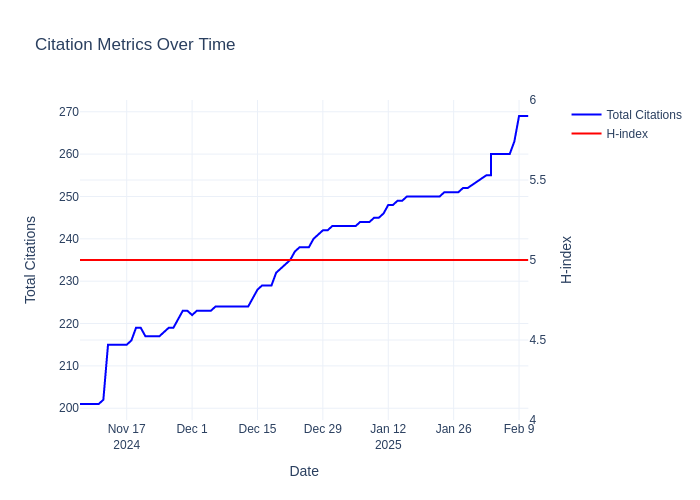 Citation Metrics Over Time
Total Citations
H-index
270
260
250
240
230
220
210
200
6
5.5
5
4.5
4
Total Citations
H-index
Nov 17
2024
Dec 1
Dec 15
Dec 29
Jan 12
2025
Jan 26
Feb 9
Date